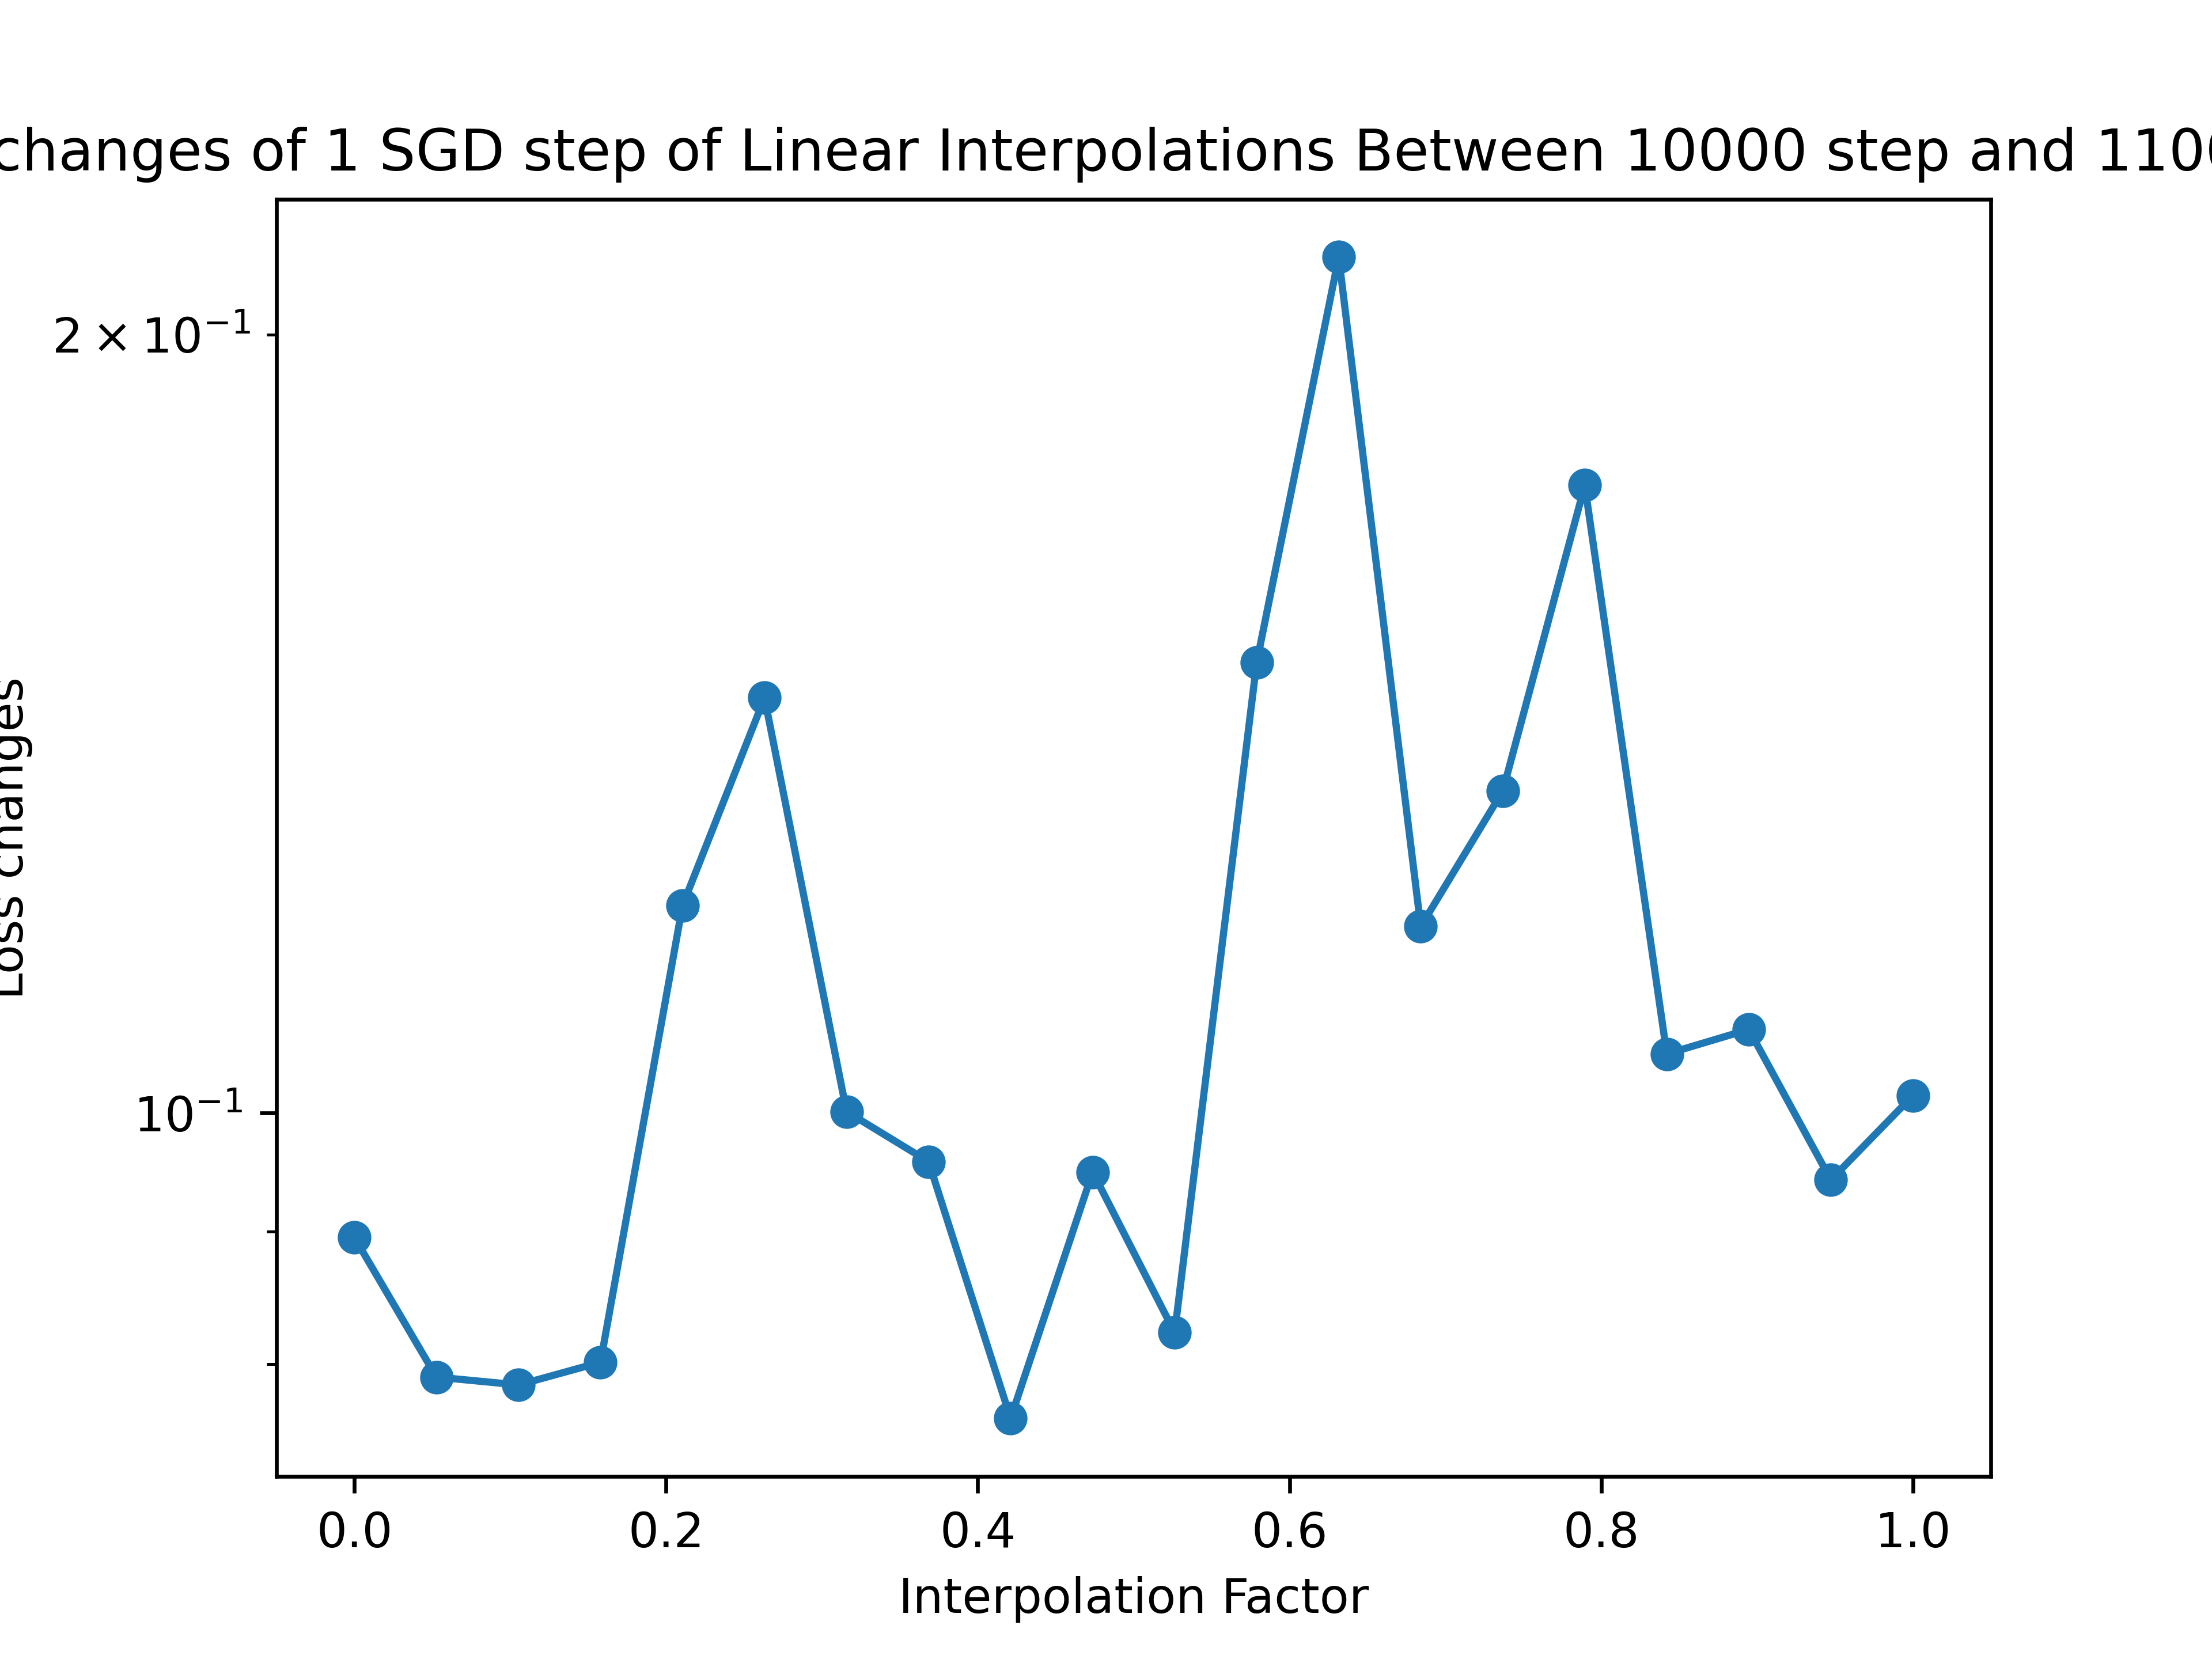 changes of 1 SGD step of Linear Interpolations Between 10000 step and 1100
2 × 10⁻¹
Loss changes
10⁻¹
0.0 0.2 0.4 0.6 0.8 1.0
Interpolation Factor